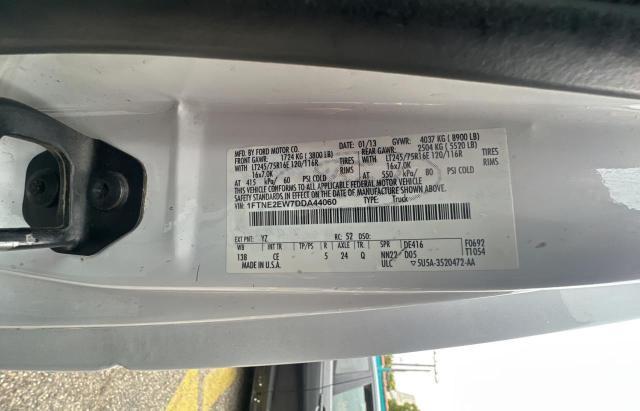 MFD. BY FORD MOTOR CO.
DATE: 01/13 GVWR: 4037 KG ( 8900 LB)
FRONT GAWR: 1724 KG ( 3800 LB) REAR GAWR: 2504 KG ( 5520 LB)
WITH LT245/75R16E 120/116R TIRES WITH LT245/75R16E 120/116R TIRES
16x7.0K RIMS 16x7.0K RIMS
AT 415 kPa/ 60 PSI COLD AT 550 kPa/ 80 PSI COLD
THIS VEHICLE CONFORMS TO ALL APPLICABLE FEDERAL MOTOR VEHICLE
SAFETY STANDARDS IN EFFECT ON THE DATE OF MANUFACTURE SHOWN ABOVE.
VIN: 1FTNE2EW7DDA44060 TYPE: Truck
EXT PNT: YZ RC: 52 DSO:
WB INT TR TP/PS R AXLE TR SPR DE416 F0692
138 CE 5 24 Q NN22 D05 T1054
MADE IN U.S.A. ULC 5U5A-3520472-AA